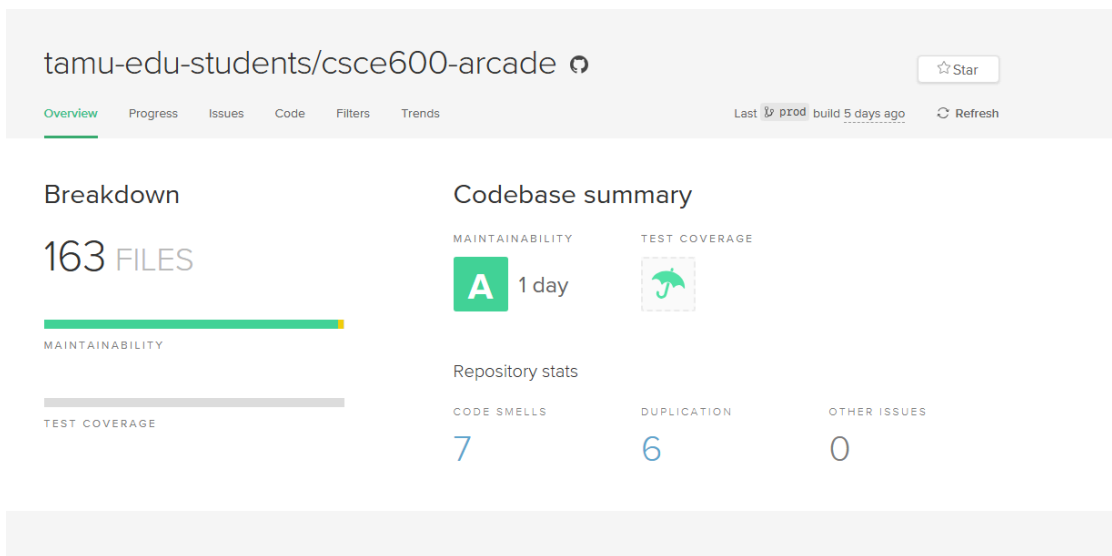 tamu-edu-students/csce600-arcade
Star
Overview Progress Issues Code Filters Trends
Last prod build 5 days ago Refresh
Breakdown
163 FILES
MAINTAINABILITY
TEST COVERAGE
Codebase summary
MAINTAINABILITY TEST COVERAGE
A 1 day
Repository stats
CODE SMELLS DUPLICATION OTHER ISSUES
7 6 0